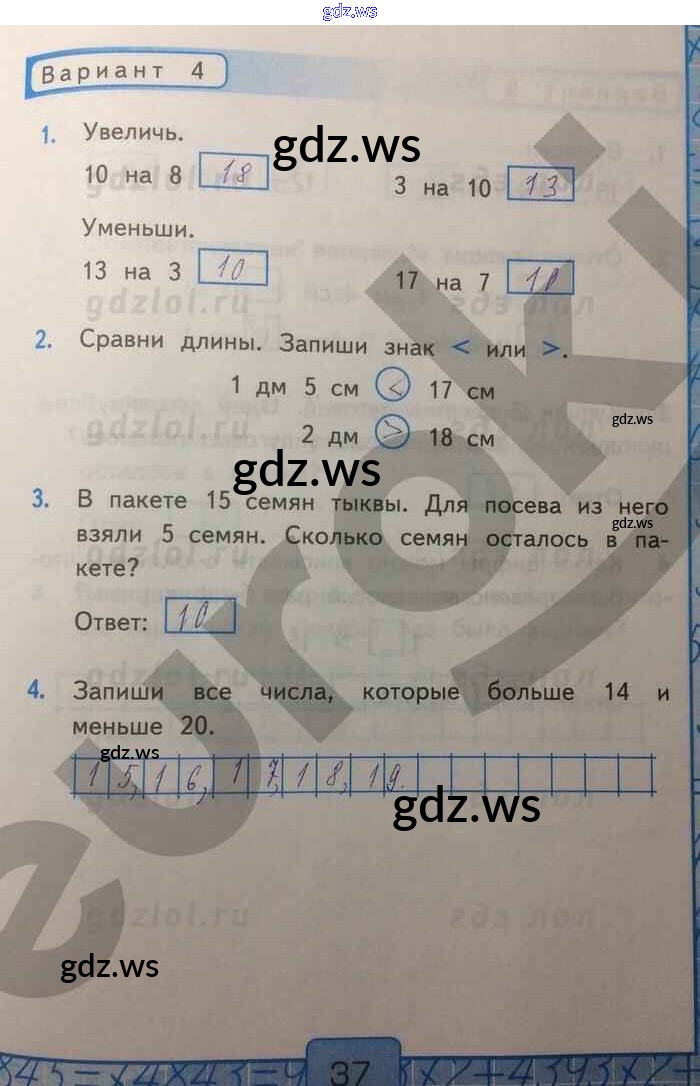 gdz.ws
Вариант 4
1. Увеличь.
gdz.ws
10 на 8 18
3 на 10 13
Уменьши.
13 на 3 10
17 на 7 10
gdzlol.ru
2. Сравни длины. Запиши знак < или >.
1 дм 5 см < 17 см
gdz.ws
2 дм > 18 см
gdz.ws
3. В пакете 15 семян тыквы. Для посева из него
gdz.ws
взяли 5 семян. Сколько семян осталось в па-
кете?
Ответ: 10
4. Запиши все числа, которые больше 14 и
меньше 20.
gdz.ws
15, 16, 17, 18, 19.
gdz.ws
gdzlol.ru
gdz.ws
euroki
37